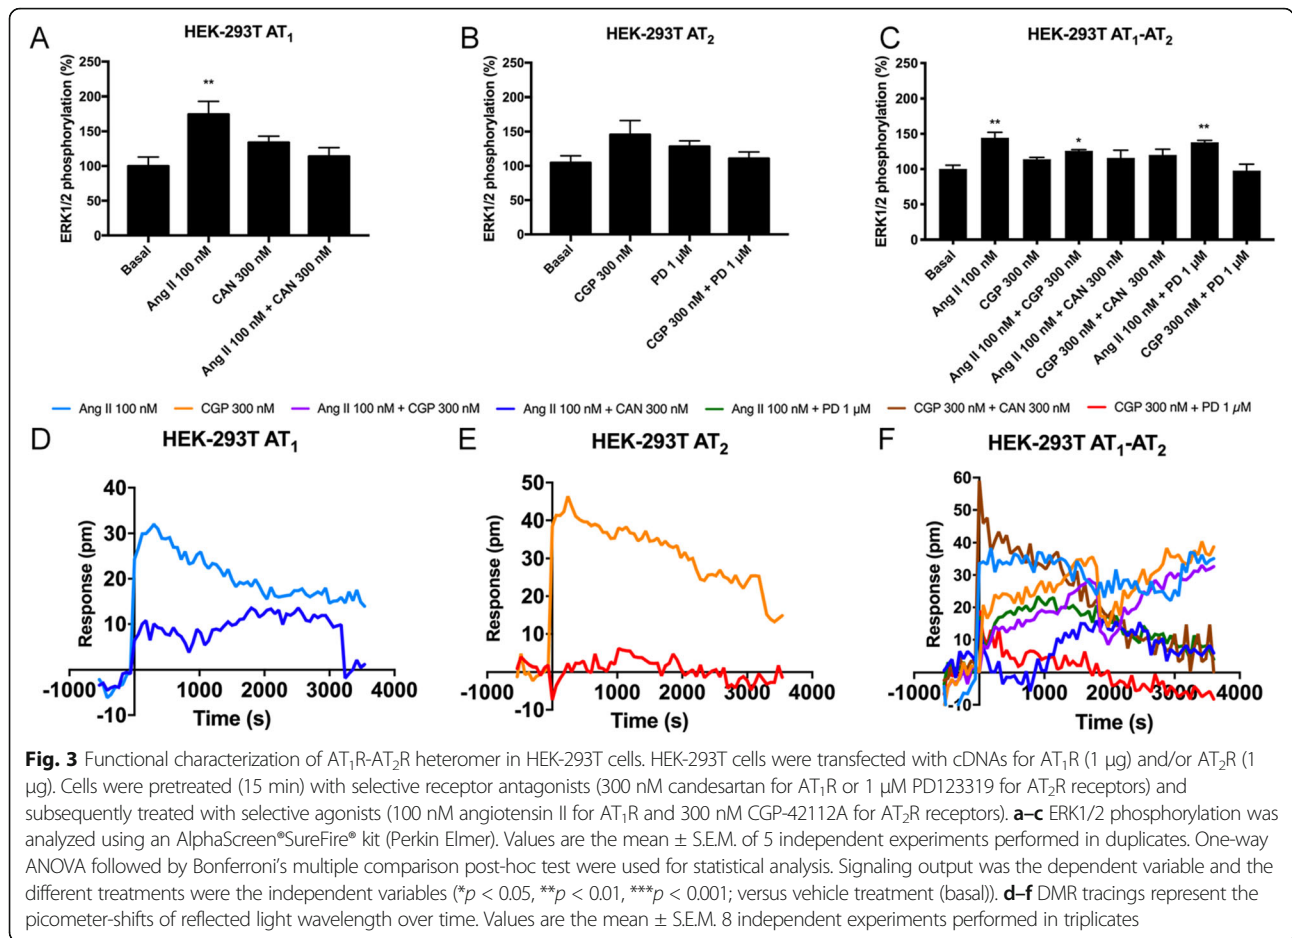 A
HEK-293T AT1
ERK1/2 phosphorylation (%)
250
200
150
100
50
0
**
Basal
Ang II 100 nM
CAN 300 nM
Ang II 100 nM + CAN 300 nM
B
HEK-293T AT2
ERK1/2 phosphorylation (%)
250
200
150
100
50
0
Basal
CGP 300 nM
PD 1 µM
CGP 300 nM + PD 1 µM
C
HEK-293T AT1-AT2
ERK1/2 phosphorylation (%)
250
200
150
100
50
0
**
*
**
Basal
Ang II 100 nM
CGP 300 nM
Ang II 100 nM + CGP 300 nM
Ang II 100 nM + CAN 300 nM
CGP 300 nM + CAN 300 nM
Ang II 100 nM + PD 1 µM
CGP 300 nM + PD 1 µM
Ang II 100 nM CGP 300 nM Ang II 100 nM + CGP 300 nM Ang II 100 nM + CAN 300 nM Ang II 100 nM + PD 1 µM CGP 300 nM + CAN 300 nM CGP 300 nM + PD 1 µM
D
HEK-293T AT1
Response (pm)
40
30
20
10
-10
-1000 1000 2000 3000 4000
Time (s)
E
HEK-293T AT2
Response (pm)
50
40
30
20
10
0
-10
-1000 0 1000 2000 3000 4000
Time (s)
F
HEK-293T AT1-AT2
Response (pm)
60
50
40
30
20
10
-10
-1000 1000 2000 3000 4000
Time (s)
Fig. 3 Functional characterization of AT1R-AT2R heteromer in HEK-293T cells. HEK-293T cells were transfected with cDNAs for AT1R (1 µg) and/or AT2R (1
µg). Cells were pretreated (15 min) with selective receptor antagonists (300 nM candesartan for AT1R or 1 µM PD123319 for AT2R receptors) and
subsequently treated with selective agonists (100 nM angiotensin II for AT1R and 300 nM CGP-42112A for AT2R receptors). a–c ERK1/2 phosphorylation was
analyzed using an AlphaScreen®SureFire® kit (Perkin Elmer). Values are the mean ± S.E.M. of 5 independent experiments performed in duplicates. One-way
ANOVA followed by Bonferroni's multiple comparison post-hoc test were used for statistical analysis. Signaling output was the dependent variable and the
different treatments were the independent variables (*p < 0.05, **p < 0.01, ***p < 0.001; versus vehicle treatment (basal)). d–f DMR tracings represent the
picometer-shifts of reflected light wavelength over time. Values are the mean ± S.E.M. 8 independent experiments performed in triplicates